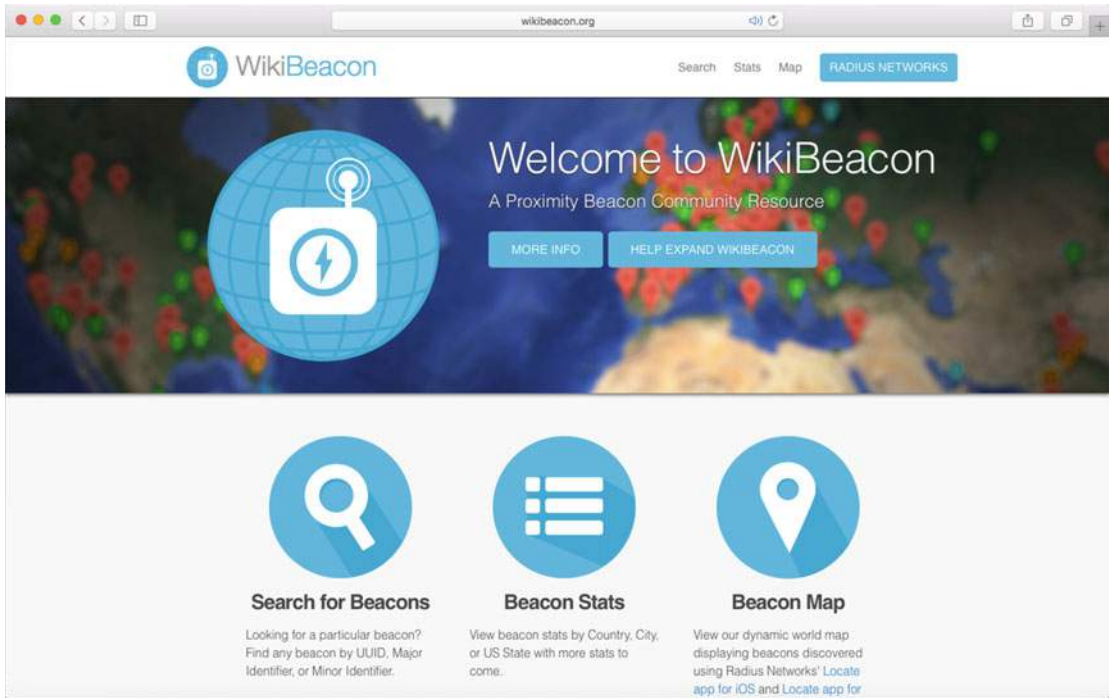 wikibeacon.org
WikiBeacon
Search Stats Map RADIUS NETWORKS
Welcome to WikiBeacon
A Proximity Beacon Community Resource
MORE INFO HELP EXPAND WIKIBEACON
Search for Beacons
Looking for a particular beacon?
Find any beacon by UUID, Major
Identifier, or Minor Identifier.
Beacon Stats
View beacon stats by Country, City,
or US State with more stats to
come.
Beacon Map
View our dynamic world map
displaying beacons discovered
using Radius Networks' Locate
app for iOS and Locate app for